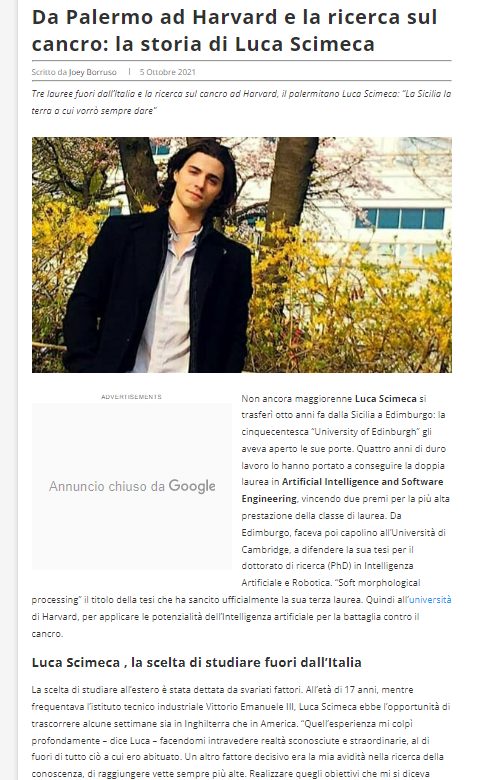 Da Palermo ad Harvard e la ricerca sul
cancro: la storia di Luca Scimeca
Scritto da Joey Borruso | 5 Ottobre 2021
Tre lauree fuori dall'Italia e la ricerca sul cancro ad Harvard, il palermitano Luca Scimeca: "La Sicilia la
terra a cui vorrò sempre dare"
ADVERTISEMENTS
Annuncio chiuso da Google
Non ancora maggiorenne Luca Scimeca si
trasferì otto anni fa dalla Sicilia a Edimburgo: la
cinquecentesca "University of Edinburgh" gli
aveva aperto le sue porte. Quattro anni di duro
lavoro lo hanno portato a conseguire la doppia
laurea in Artificial Intelligence and Software
Engineering, vincendo due premi per la più alta
prestazione della classe di laurea. Da
Edimburgo, faceva poi capolino all'Università di
Cambridge, a difendere la sua tesi per il
dottorato di ricerca (PhD) in Intelligenza
Artificiale e Robotica. "Soft morphological
processing" il titolo della tesi che ha sancito ufficialmente la sua terza laurea. Quindi all'università
di Harvard, per applicare le potenzialità dell'Intelligenza artificiale per la battaglia contro il
cancro.
Luca Scimeca , la scelta di studiare fuori dall'Italia
La scelta di studiare all'estero è stata dettata da svariati fattori. All'età di 17 anni, mentre
frequentava l'istituto tecnico industriale Vittorio Emanuele III, Luca Scimeca ebbe l'opportunità di
trascorrere alcune settimane sia in Inghilterra che in America. "Quell'esperienza mi colpì
profondamente – dice Luca – facendomi intravedere realtà sconosciute e straordinarie, al di
fuori di tutto ciò a cui ero abituato. Un altro fattore decisivo era la mia avidità nella ricerca della
conoscenza, di raggiungere vette sempre più alte. Realizzare quegli obiettivi che mi si diceva